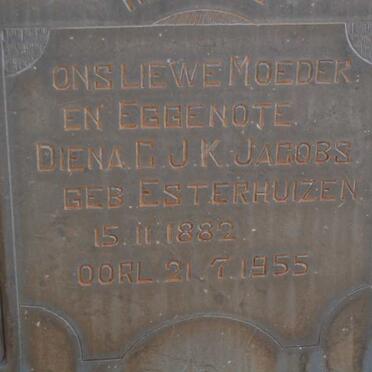 ONS LIEWE MOEDER
EN EGGENOTE
DIENA. C. J. K. JACOBS
GEB. ESTERHUIZEN
15.11.1882.
OORL. 21.7.1955.